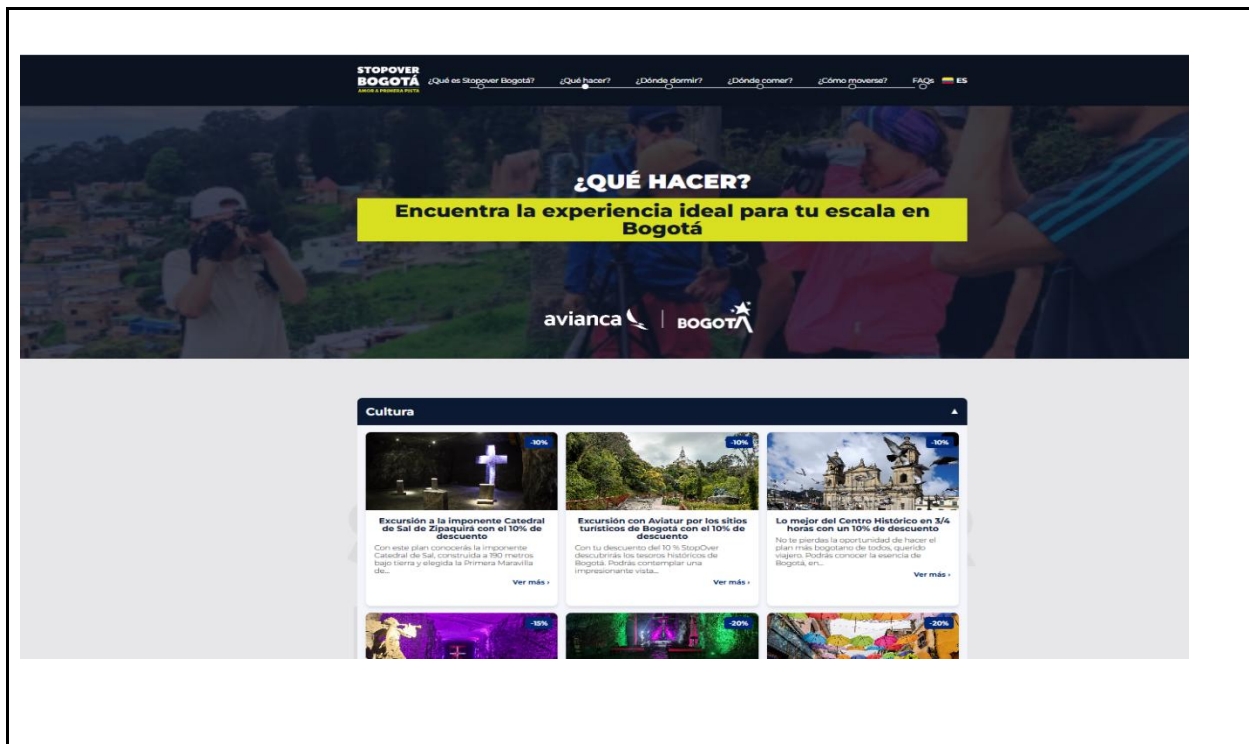 STOPOVER
BOGOTÁ
AMOR A PRIMERA PISTA
¿Qué es Stopover Bogotá? ¿Qué hacer? ¿Dónde dormir? ¿Dónde comer? ¿Cómo moverse? FAQs ES
¿QUÉ HACER?
Encuentra la experiencia ideal para tu escala en
Bogotá
avianca | BOGOTÁ
Cultura
-10%
Excursión a la imponente Catedral
de Sal de Zipaquirá con el 10% de
descuento
Con este plan conocerás la imponente
Catedral de Sal, construida a 190 metros
bajo tierra y elegida la Primera Maravilla
de...
Ver más ›
-10%
Excursión con Aviatur por los sitios
turísticos de Bogotá con el 10% de
descuento
Con tu descuento del 10 % StopOver
descubrirás los tesoros históricos de
Bogotá. Podrás contemplar una
impresionante vista...
Ver más ›
-10%
Lo mejor del Centro Histórico en 3/4
horas con un 10% de descuento
No te pierdas la oportunidad de hacer el
plan más bogotano de todos, querido
viajero. Podrás conocer la esencia de
Bogotá, en...
Ver más ›
-15%
-20%
-20%